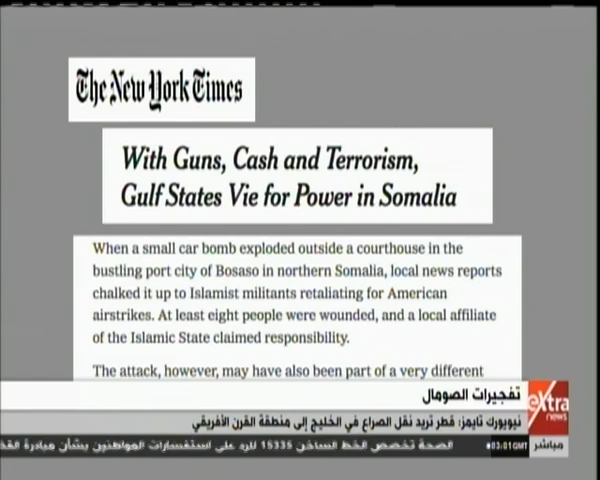 The New York Times
With Guns, Cash and Terrorism,
Gulf States Vie for Power in Somalia
When a small car bomb exploded outside a courthouse in the
bustling port city of Bosaso in northern Somalia, local news reports
chalked it up to Islamist militants retaliating for American
airstrikes. At least eight people were wounded, and a local affiliate
of the Islamic State claimed responsibility.
The attack, however, may have also been part of a very different
تفجيرات الصومال
eXtra
news
نيويورك تايمز: قطر تريد نقل الصراع في الخليج إلى منطقة القرن الأفريقي
مباشر
03:01GMT
الصحة تخصص الخط الساخن 15335 للرد على استفسارات المواطنين بشأن مبادرة